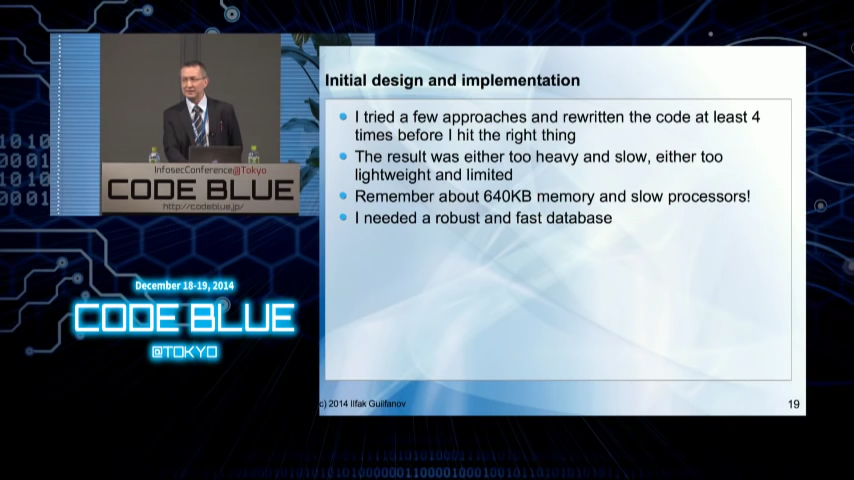 InfosecConference@Tokyo
CODE BLUE
http://codeblue.jp/
December 18-19, 2014
CODE BLUE
@TOKYO
Initial design and implementation
I tried a few approaches and rewritten the code at least 4
times before I hit the right thing
The result was either too heavy and slow, either too
lightweight and limited
Remember about 640KB memory and slow processors!
I needed a robust and fast database
c) 2014 Ilfak Guilfanov
19